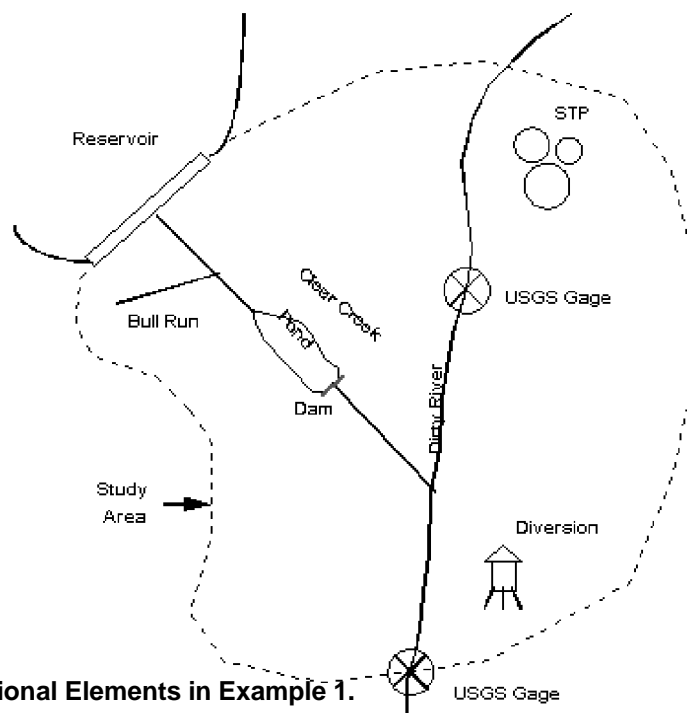 STP
Reservoir
Clear Creek
USGS Gage
Bull Run
Pond
Dam
Dirty River
Study
Area
Diversion
ional Elements in Example 1.
USGS Gage